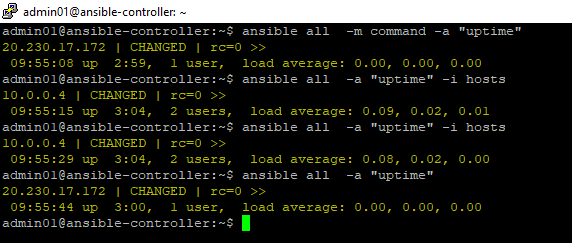 admin01@ansible-controller: ~
admin01@ansible-controller:~$ ansible all  -m command -a "uptime"
20.230.17.172 | CHANGED | rc=0 >>
 09:55:08 up  2:59,  1 user,  load average: 0.00, 0.00, 0.00
admin01@ansible-controller:~$ ansible all  -a "uptime" -i hosts
10.0.0.4 | CHANGED | rc=0 >>
 09:55:15 up  3:04,  2 users,  load average: 0.09, 0.02, 0.01
admin01@ansible-controller:~$ ansible all  -a "uptime" -i hosts
10.0.0.4 | CHANGED | rc=0 >>
 09:55:29 up  3:04,  2 users,  load average: 0.08, 0.02, 0.00
admin01@ansible-controller:~$ ansible all  -a "uptime"
20.230.17.172 | CHANGED | rc=0 >>
 09:55:44 up  3:00,  1 user,  load average: 0.00, 0.00, 0.00
admin01@ansible-controller:~$